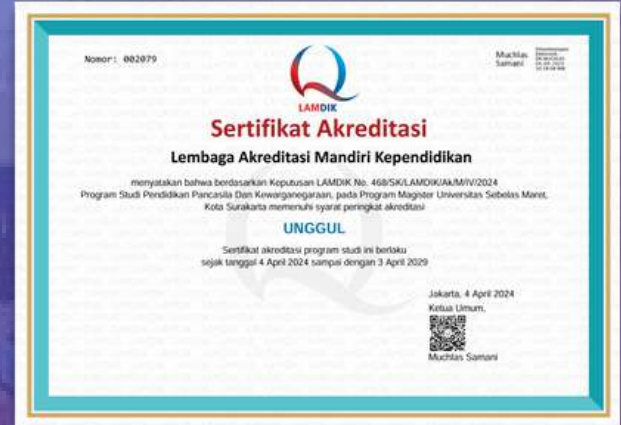 Nomor: 002079
Muchlas
Samani
LAMDIK
Sertifikat Akreditasi
Lembaga Akreditasi Mandiri Kependidikan
menyatakan bahwa berdasarkan Keputusan LAMDIK No. 468/SK/LAMDIK/Ak/M/IV/2024
Program Studi Pendidikan Pancasila Dan Kewarganegaraan, pada Program Magister Universitas Sebelas Maret,
Kota Surakarta memenuhi syarat peringkat akreditasi
UNGGUL
Sertifikat akreditasi program studi ini berlaku
sejak tanggal 4 April 2024 sampai dengan 3 April 2029
Jakarta, 4 April 2024
Ketua Umum,
Muchlas Samani